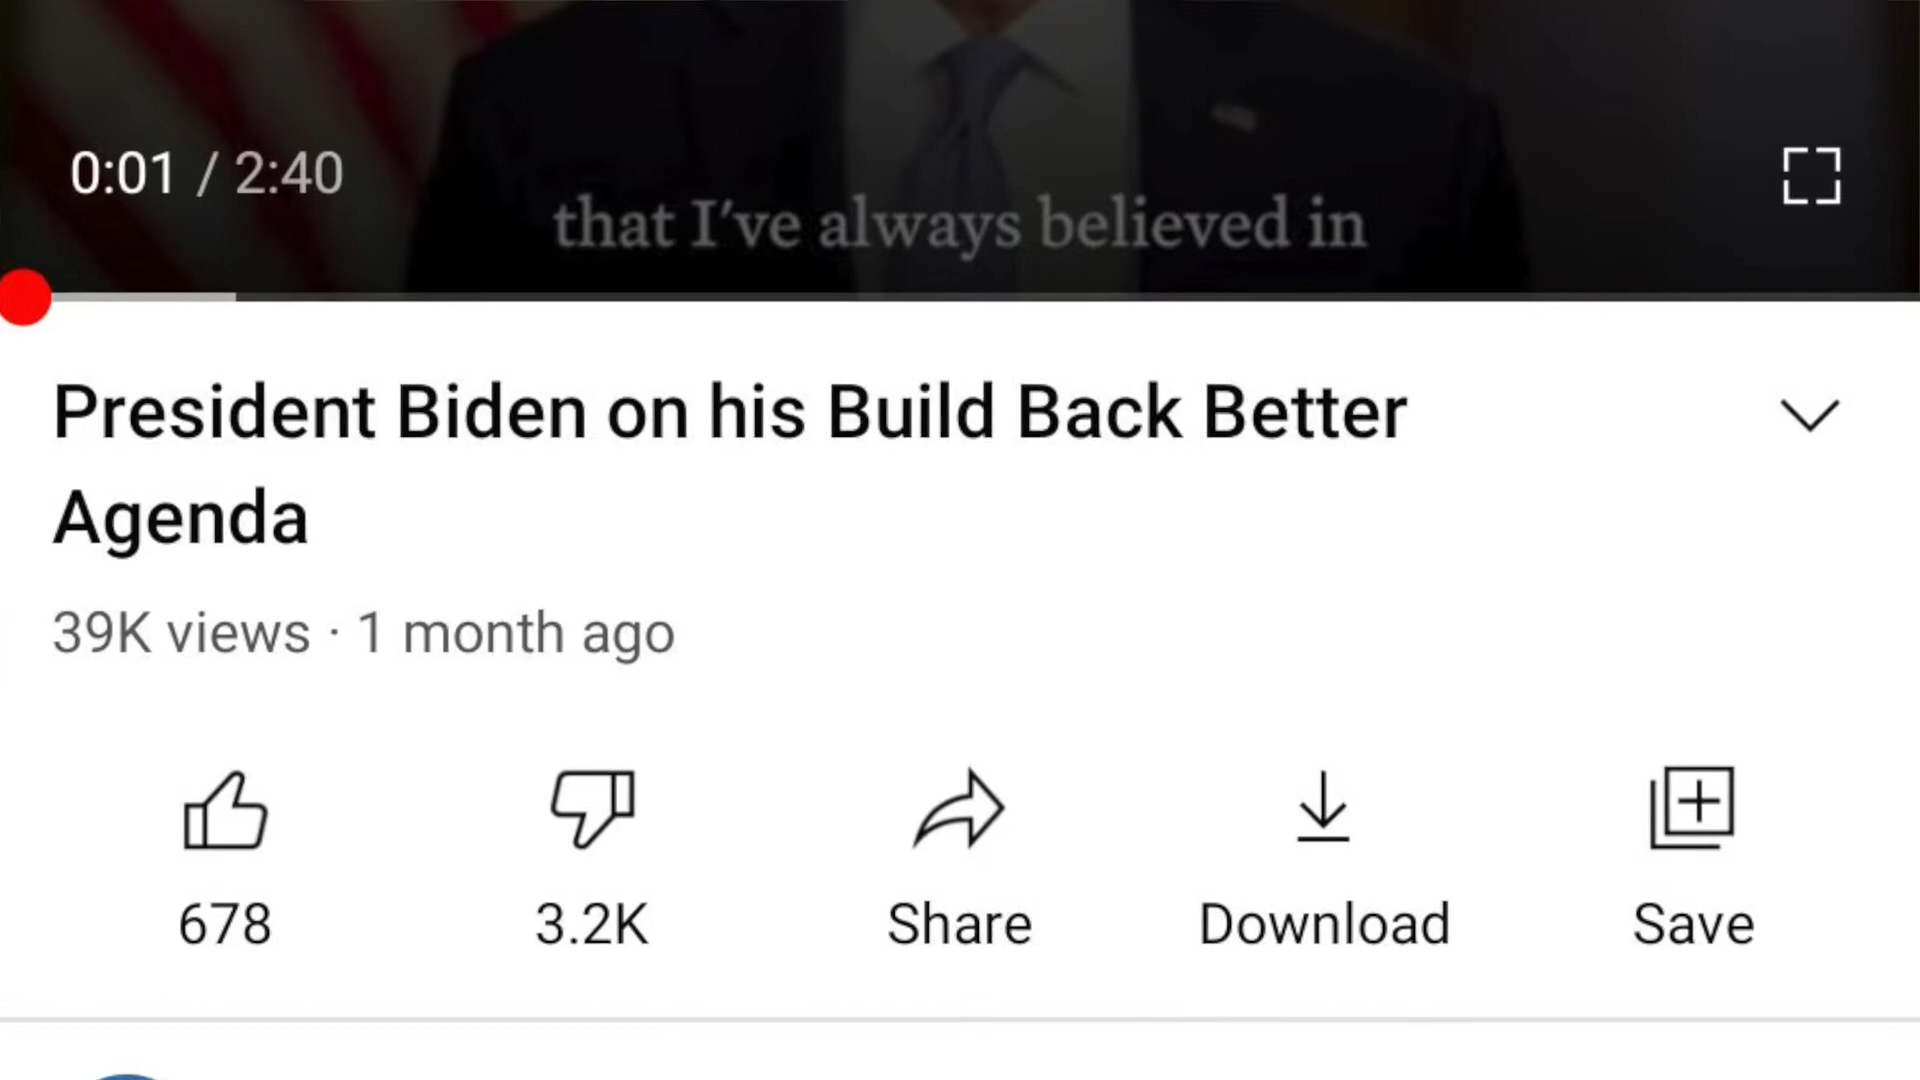 0:01 / 2:40
that I've always believed in
President Biden on his Build Back Better
Agenda
39K views · 1 month ago
678 3.2K Share Download Save